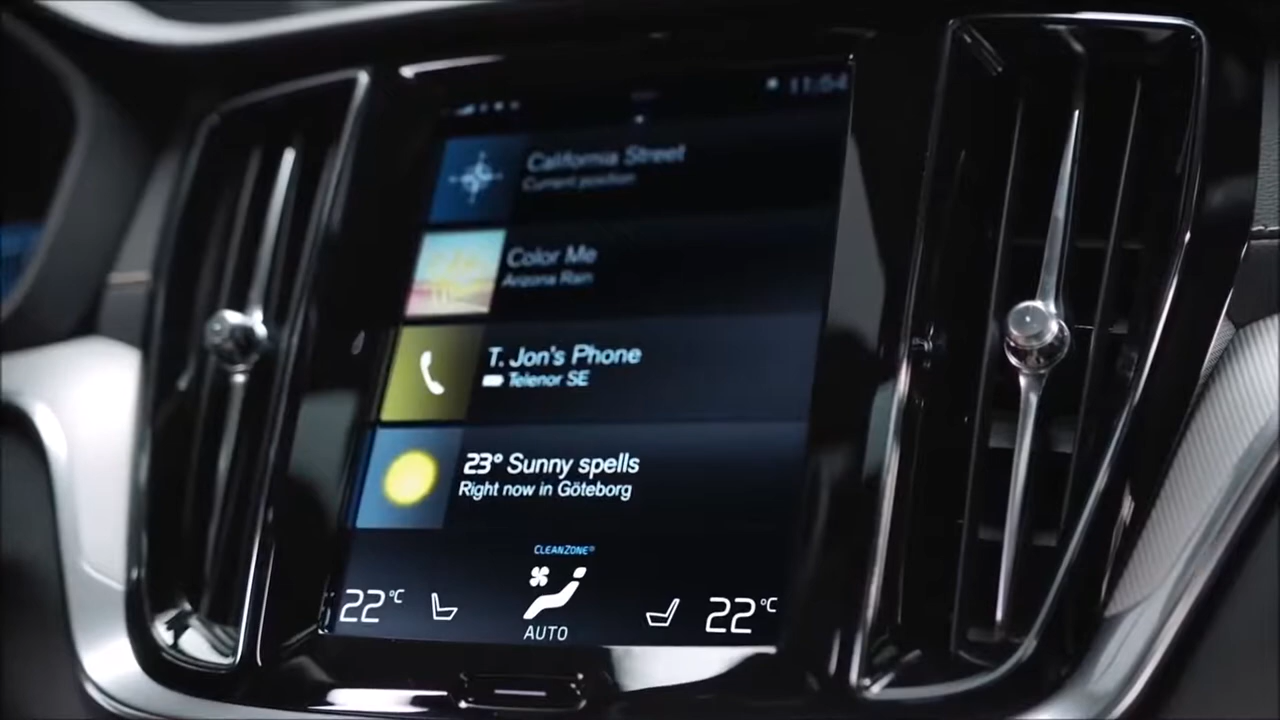 11:54
California Street
Current position
Color Me
Arizona Rain
T. Jon's Phone
Telenor SE
23° Sunny spells
Right now in Göteborg
CLEANZONE®
22°C
AUTO
22°C